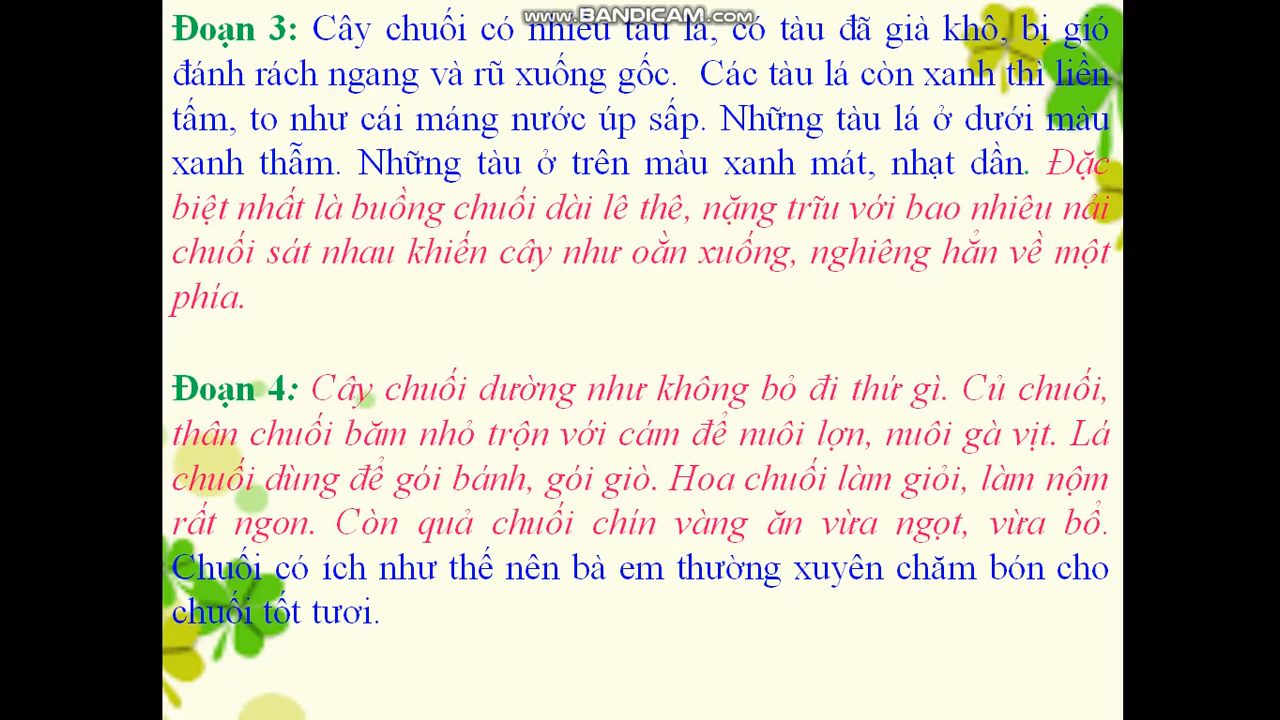 www.BANDICAM.com
Đoạn 3: Cây chuối có nhiều tàu lá, có tàu đã già khô, bị gió
đánh rách ngang và rũ xuống gốc. Các tàu lá còn xanh thì liền
tấm, to như cái máng nước úp sấp. Những tàu lá ở dưới màu
xanh thẫm. Những tàu ở trên màu xanh mát, nhạt dần. Đặc
biệt nhất là buồng chuối dài lê thê, nặng trĩu với bao nhiêu nải
chuối sát nhau khiến cây như oằn xuống, nghiêng hẳn về một
phía.
Đoạn 4: Cây chuối dường như không bỏ đi thứ gì. Củ chuối,
thân chuối băm nhỏ trộn với cám để nuôi lợn, nuôi gà vịt. Lá
chuối dùng để gói bánh, gói giò. Hoa chuối làm giỏi, làm nộm
rất ngon. Còn quả chuối chín vàng ăn vừa ngọt, vừa bổ.
Chuối có ích như thế nên bà em thường xuyên chăm bón cho
chuối tốt tươi.